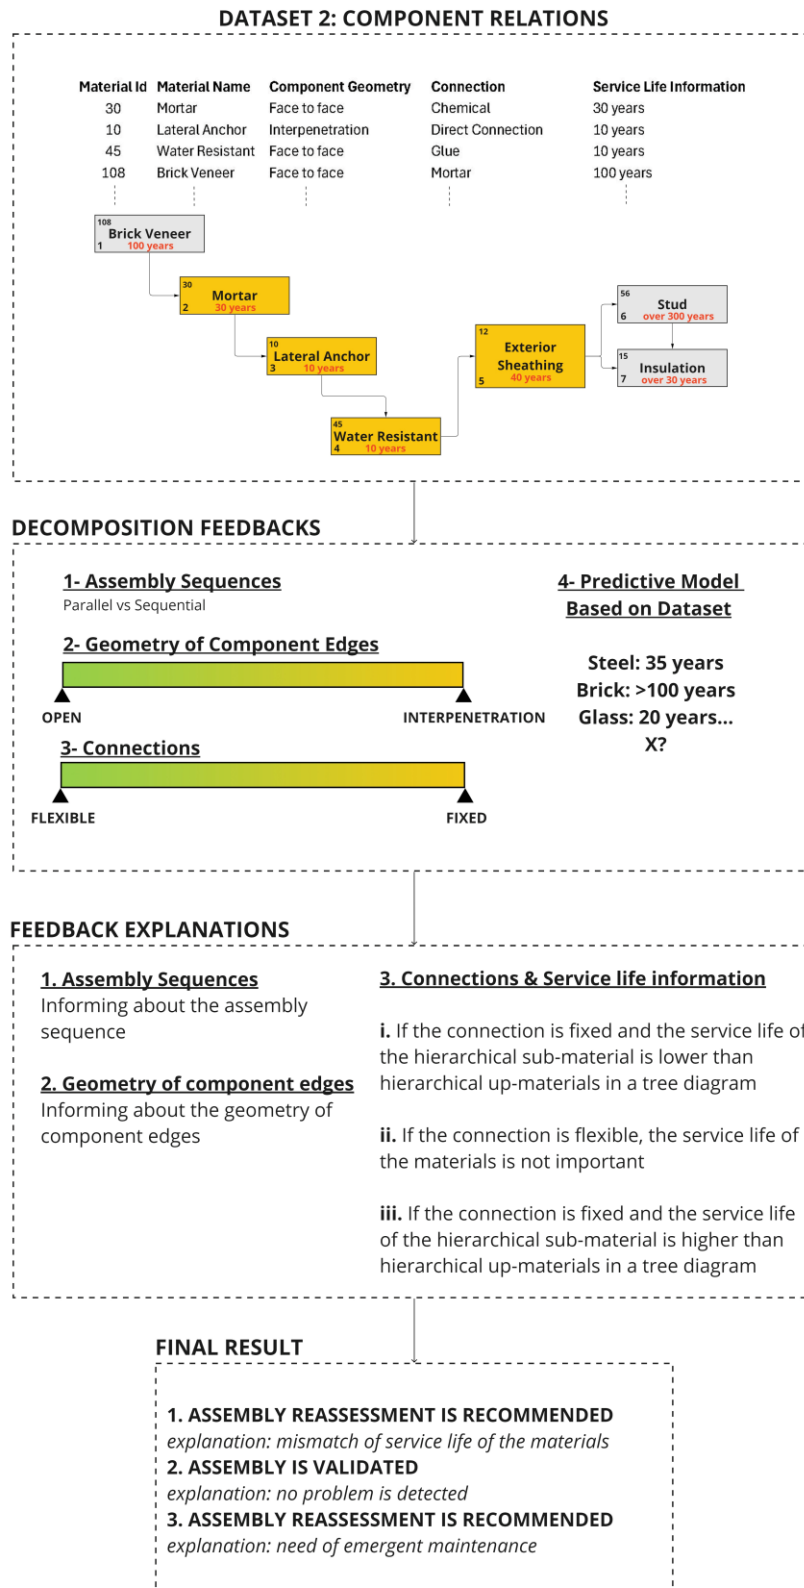 DATASET 2: COMPONENT RELATIONS
Material Id Material Name Component Geometry Connection Service Life Information
30 Mortar Face to face Chemical 30 years
10 Lateral Anchor Interpenetration Direct Connection 10 years
45 Water Resistant Face to face Glue 10 years
108 Brick Veneer Face to face Mortar 100 years
108
Brick Veneer
1 100 years
30
Mortar
2 30 years
10
Lateral Anchor
3 10 years
45
Water Resistant
4 10 years
12
Exterior
Sheathing
5 40 years
56
Stud
6 over 300 years
15
Insulation
7 over 30 years
DECOMPOSITION FEEDBACKS
1- Assembly Sequences
Parallel vs Sequential
2- Geometry of Component Edges
OPEN INTERPENETRATION
3- Connections
FLEXIBLE FIXED
4- Predictive Model
Based on Dataset
Steel: 35 years
Brick: >100 years
Glass: 20 years...
X?
FEEDBACK EXPLANATIONS
1. Assembly Sequences
Informing about the assembly
sequence
2. Geometry of component edges
Informing about the geometry of
component edges
3. Connections & Service life information
i. If the connection is fixed and the service life of
the hierarchical sub-material is lower than
hierarchical up-materials in a tree diagram
ii. If the connection is flexible, the service life of
the materials is not important
iii. If the connection is fixed and the service life
of the hierarchical sub-material is higher than
hierarchical up-materials in a tree diagram
FINAL RESULT
1. ASSEMBLY REASSESSMENT IS RECOMMENDED
explanation: mismatch of service life of the materials
2. ASSEMBLY IS VALIDATED
explanation: no problem is detected
3. ASSEMBLY REASSESSMENT IS RECOMMENDED
explanation: need of emergent maintenance